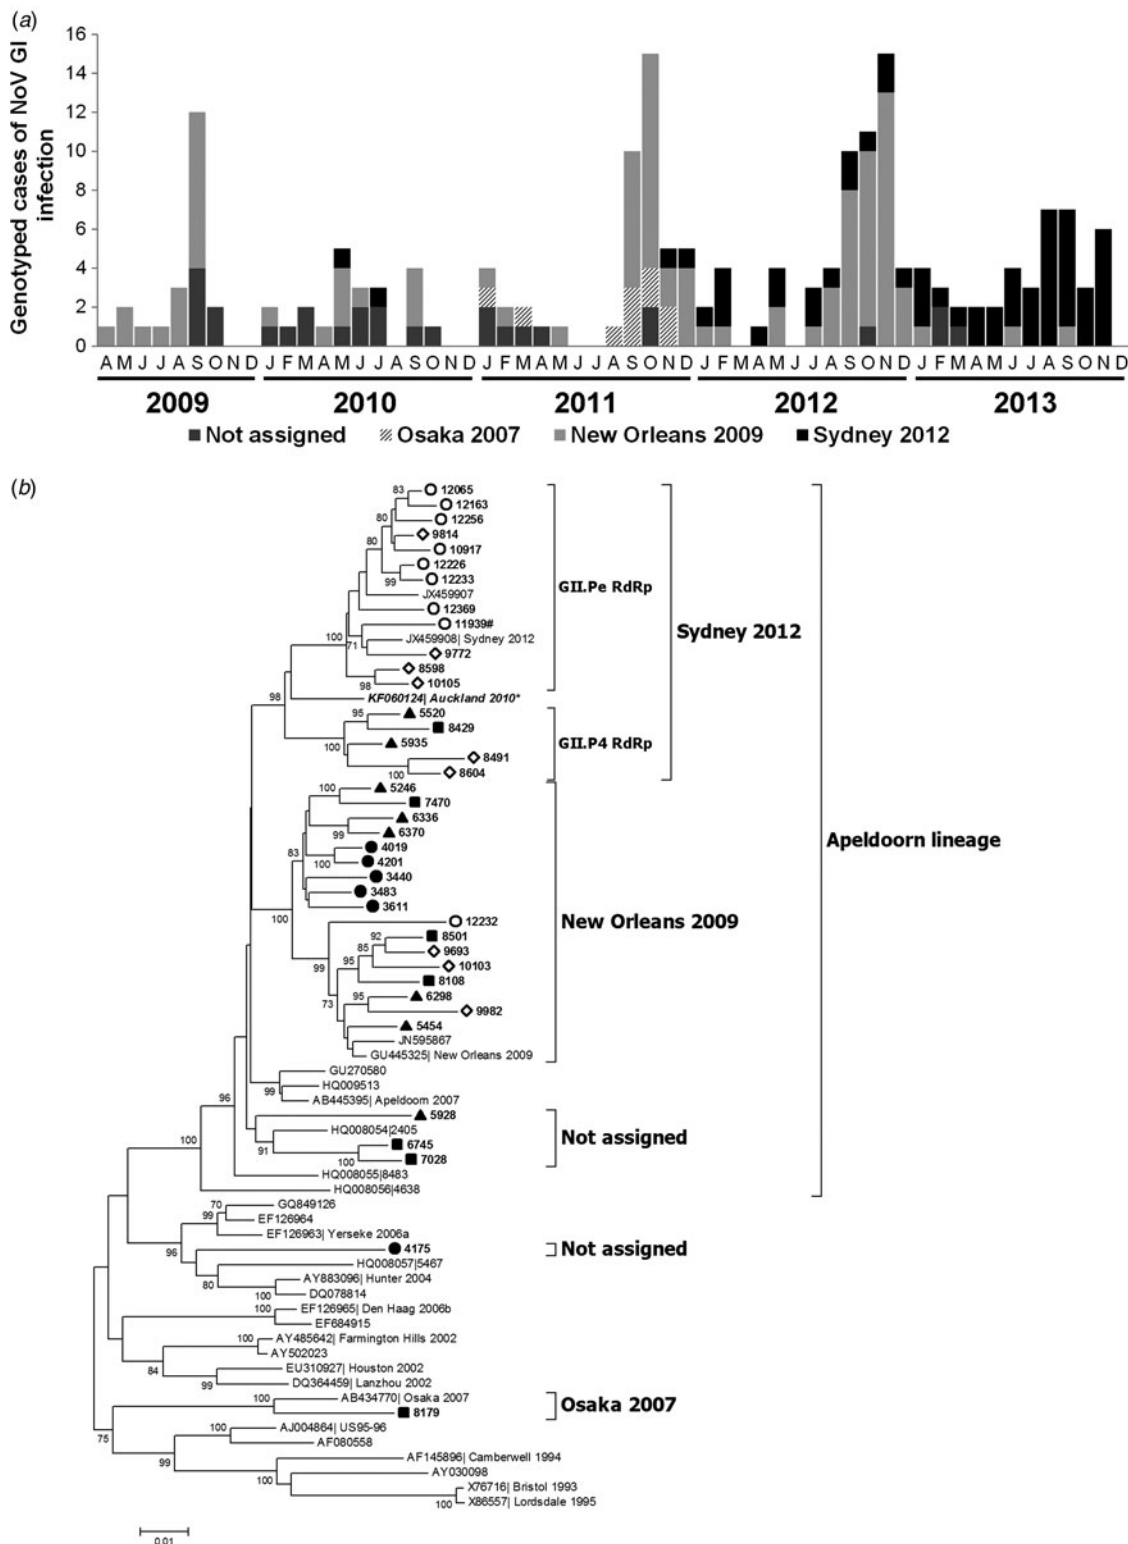 (a)
Genotyped cases of NoV GI
infection
16
14
12
10
8
6
4
2
0
A M J J A S O N D J F M A M J J A S O N D J F M A M J J A S O N D J F M A M J J A S O N D J F M A M J J A S O N D
2009 2010 2011 2012 2013
Not assigned Osaka 2007 New Orleans 2009 Sydney 2012
(b)
83 12065
12163
80 12256
9814
80 10917
12226
99 12233
GII.Pe RdRp
JX459907
12369
11939#
Sydney 2012
100 71 JX459908| Sydney 2012
9772
8598
98 10105
98 KF060124| Auckland 2010*
95 5520
8429
GII.P4 RdRp
100 5935
8491
100 8604
100 5246
7470
6336
99 6370
Apeldoorn lineage
83 4019
100 4201
3440
3483
100 3611
12232
New Orleans 2009
92 8501
85 9693
99 95 10103
8108
73 95 6298
9982
5454
JN595867
GU445325| New Orleans 2009
GU270580
HQ009513
96 99 AB445395| Apeldoorn 2007
5928
HQ008054|2405
Not assigned
100 91 6745
100 7028
HQ008055|8483
HQ008056|4638
70 GQ849126
99 EF126964
EF126963| Yerseke 2006a
96 4175
Not assigned
HQ008057|5467
80 AY883096| Hunter 2004
100 DQ078814
100 EF126965| Den Haag 2006b
EF684915
100 AY485642| Farmington Hills 2002
AY502023
84 EU310927| Houston 2002
99 DQ364459| Lanzhou 2002
100 AB434770| Osaka 2007
Osaka 2007
8179
100 AJ004864| US95-96
75 AF080558
99 AF145896| Camberwell 1994
100 AY030098
X76716| Bristol 1993
100 X86557| Lordsdale 1995
0.01